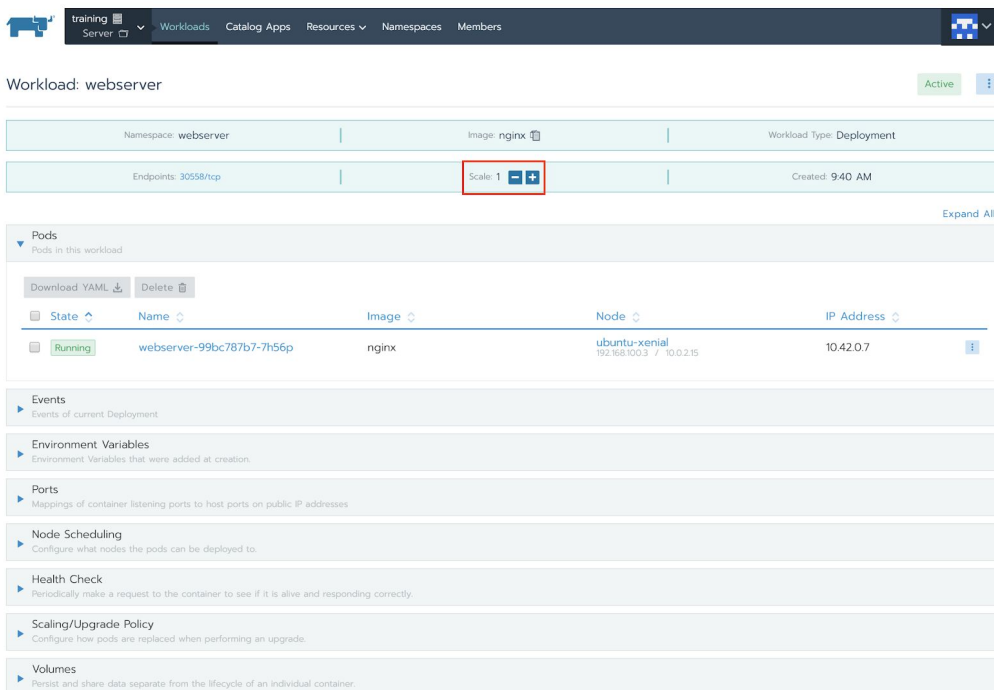 training
Server
Workloads Catalog Apps Resources Namespaces Members
Workload: webserver
Active
Namespace: webserver Image: nginx Workload Type: Deployment
Endpoints: 30558/tcp Scale: 1 Created: 9:40 AM
Expand All
Pods
Pods in this workload
Download YAML Delete
State Name Image Node IP Address
Running webserver-99bc787b7-7h56p nginx ubuntu-xenial 10.42.0.7
192.168.100.3 / 10.0.2.15
Events
Events of current Deployment
Environment Variables
Environment Variables that were added at creation.
Ports
Mappings of container listening ports to host ports on public IP addresses
Node Scheduling
Configure what nodes the pods can be deployed to.
Health Check
Periodically make a request to the container to see if it is alive and responding correctly.
Scaling/Upgrade Policy
Configure how pods are replaced when performing an upgrade.
Volumes
Persist and share data separate from the lifecycle of an individual container.